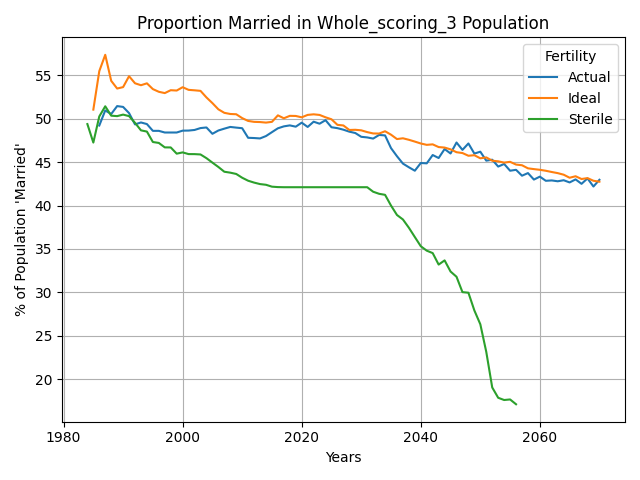 Proportion Married in Whole_scoring_3 Population
% of Population 'Married'
55
50
45
40
35
30
25
20
Fertility
Actual
Ideal
Sterile
1980
2000
2020
2040
2060
Years